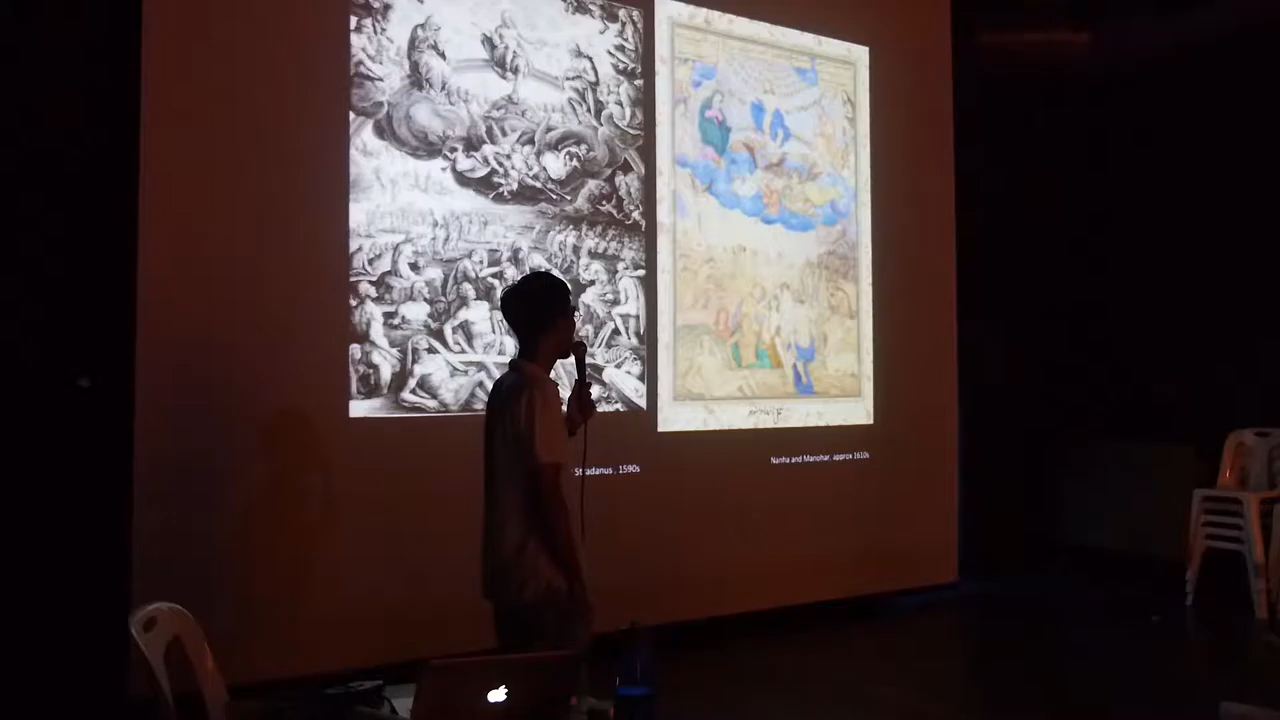 Stradanus , 1590s
Nanha and Manohar, approx 1610s